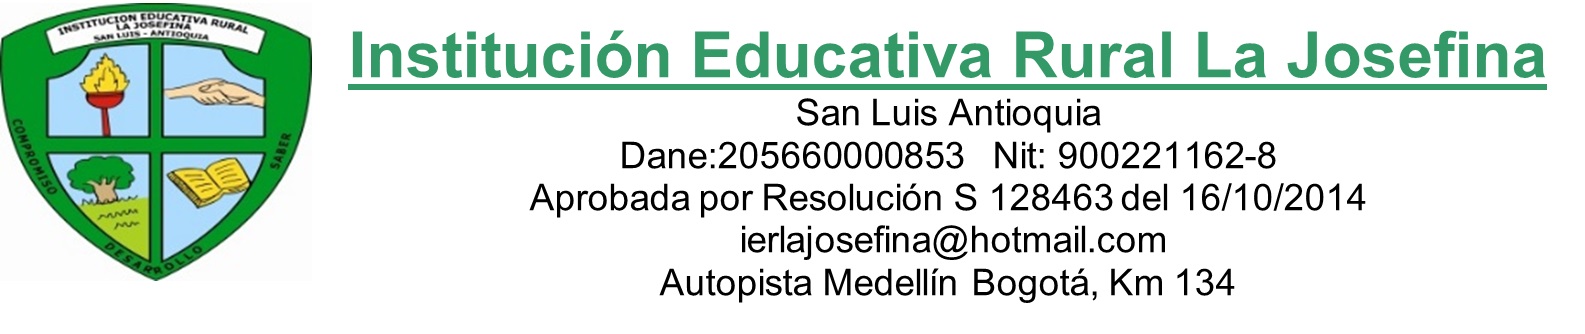 INSTITUCION EDUCATIVA RURAL
LA JOSEFINA
SAN LUIS - ANTIOQUIA
COMPROMISO
SABER
DESARROLLO
Institución Educativa Rural La Josefina
San Luis Antioquia
Dane:205660000853 Nit: 900221162-8
Aprobada por Resolución S 128463 del 16/10/2014
ierlajosefina@hotmail.com
Autopista Medellín Bogotá, Km 134